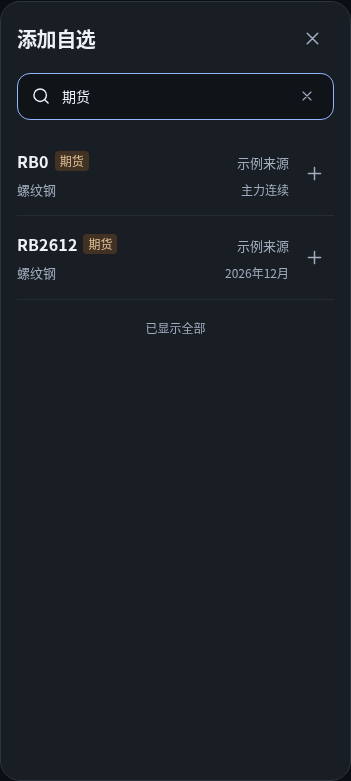 添加自选
期货
RB0 期货 示例来源
螺纹钢 主力连续
RB2612 期货 示例来源
螺纹钢 2026年12月
已显示全部